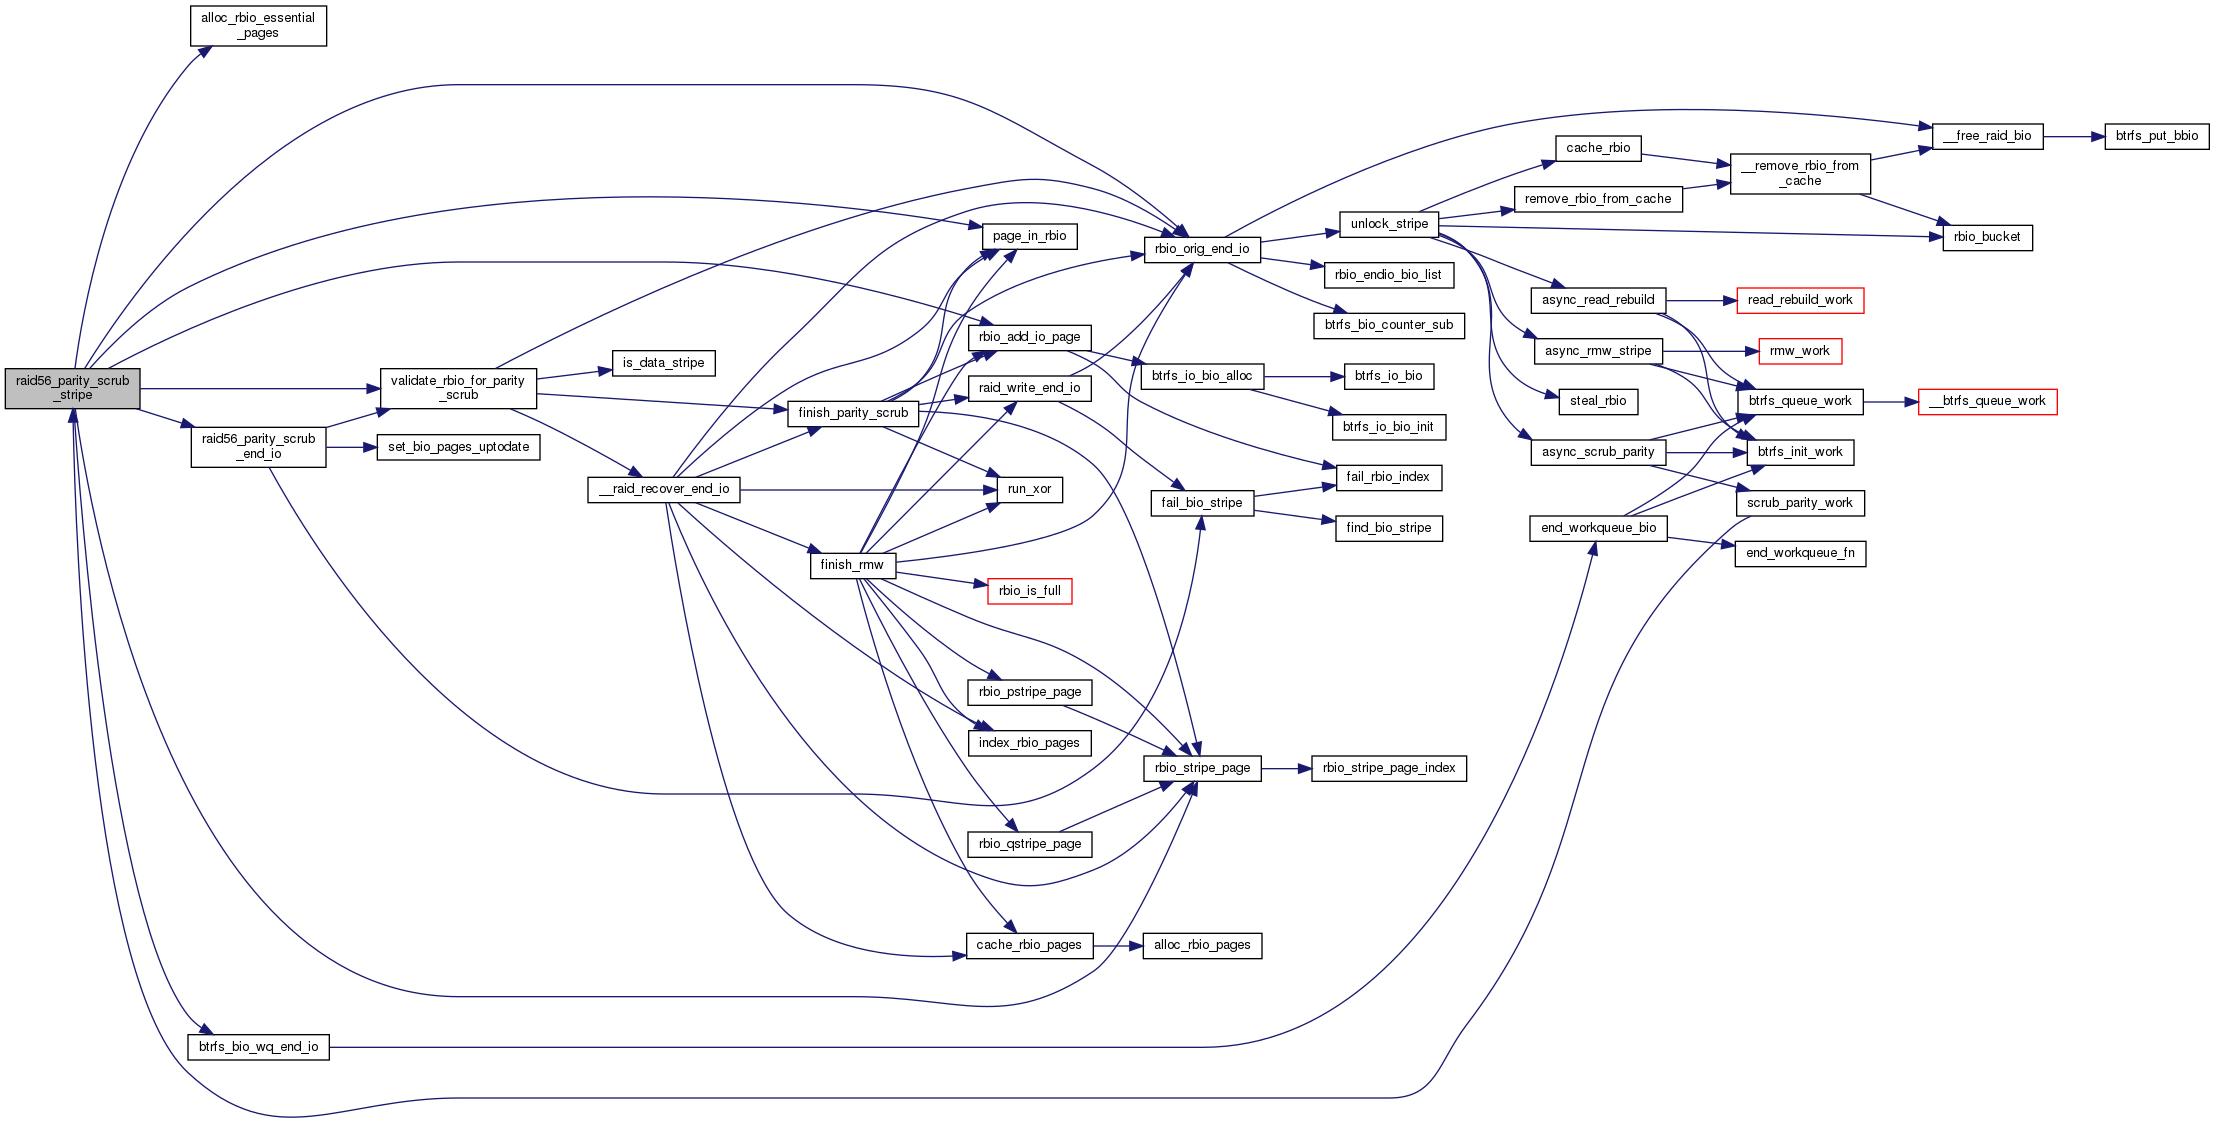 alloc_rbio_essential
_pages
raid56_parity_scrub
_stripe
raid56_parity_scrub
_end_io
btrfs_bio_wq_end_io
validate_rbio_for_parity
_scrub
set_bio_pages_uptodate
is_data_stripe
__raid_recover_end_io
finish_parity_scrub
finish_rmw
page_in_rbio
rbio_add_io_page
raid_write_end_io
run_xor
rbio_is_full
rbio_pstripe_page
index_rbio_pages
rbio_qstripe_page
cache_rbio_pages
rbio_orig_end_io
btrfs_io_bio_alloc
fail_bio_stripe
rbio_stripe_page
alloc_rbio_pages
unlock_stripe
rbio_endio_bio_list
btrfs_bio_counter_sub
btrfs_io_bio
btrfs_io_bio_init
fail_rbio_index
find_bio_stripe
rbio_stripe_page_index
cache_rbio
remove_rbio_from_cache
async_read_rebuild
async_rmw_stripe
steal_rbio
async_scrub_parity
end_workqueue_bio
__remove_rbio_from
_cache
read_rebuild_work
rmw_work
btrfs_queue_work
btrfs_init_work
scrub_parity_work
end_workqueue_fn
__free_raid_bio
rbio_bucket
__btrfs_queue_work
btrfs_put_bbio